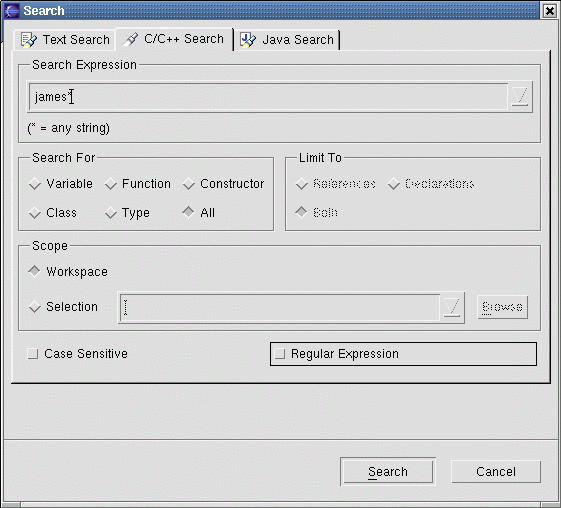 Search
Text Search C/C++ Search Java Search
Search Expression
james*
(* = any string)
Search For Limit To
Variable Function Constructor References Declarations
Class Type All Both
Scope
Workspace
Selection Browse
Case Sensitive Regular Expression
Search Cancel